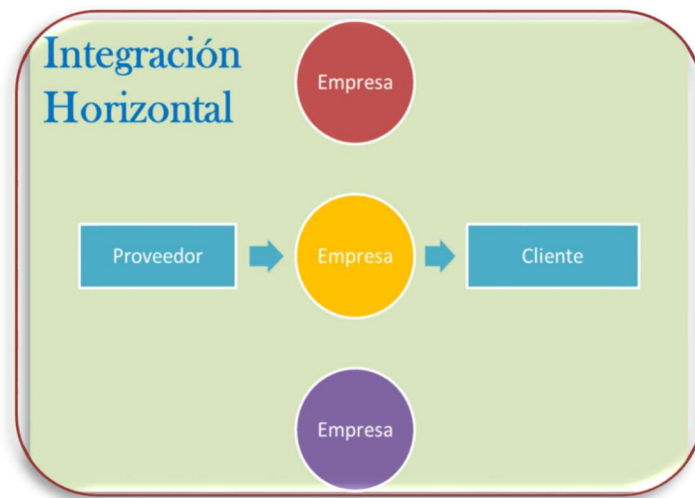 Integración
Horizontal
Empresa
Proveedor
Empresa
Cliente
Empresa